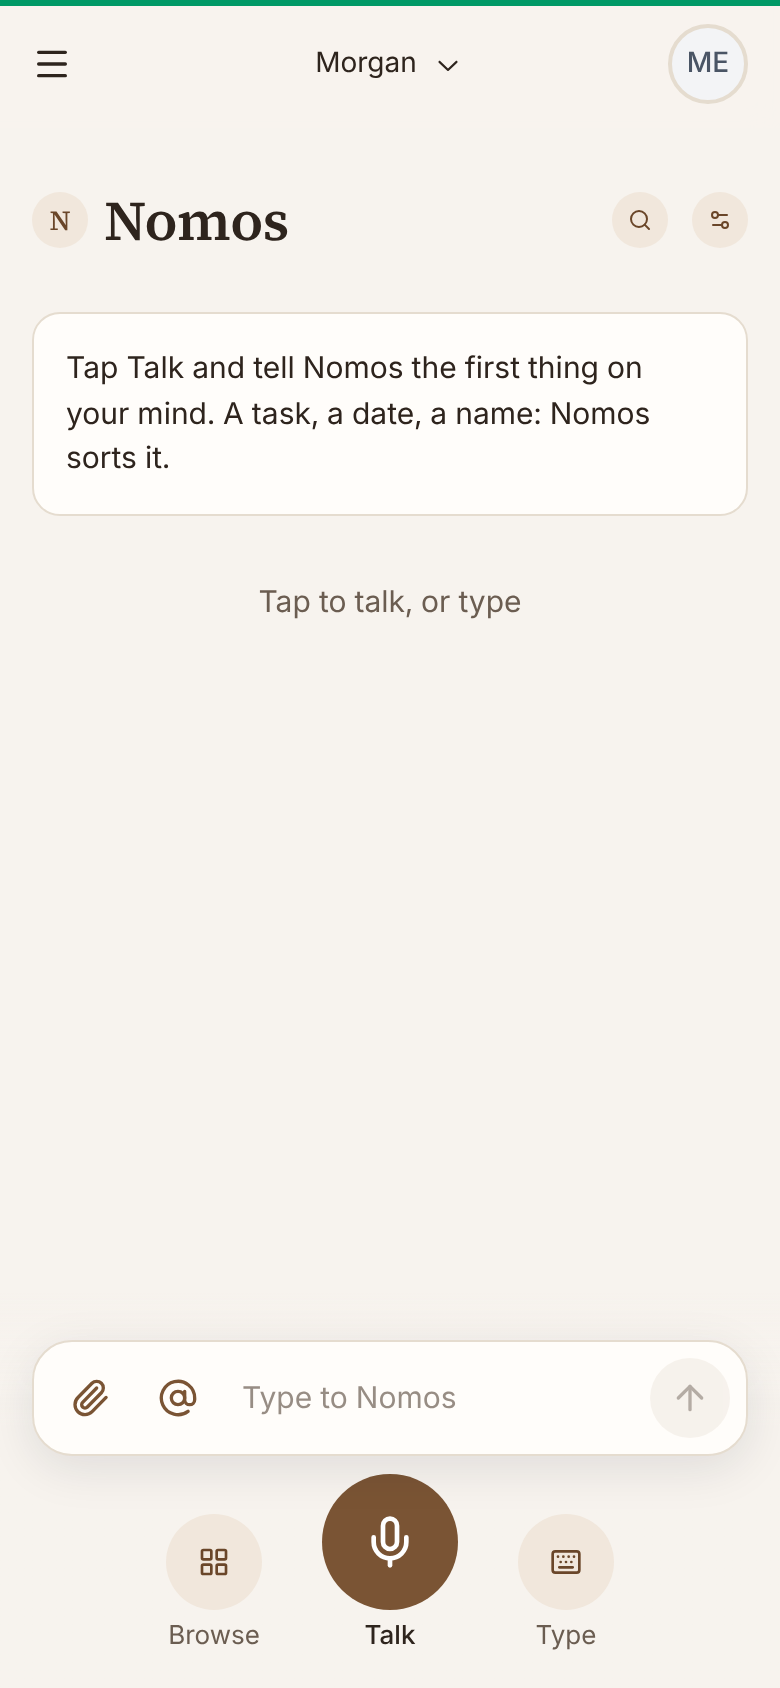 Morgan
ME
N
Nomos
Tap Talk and tell Nomos the first thing on
your mind. A task, a date, a name: Nomos
sorts it.
Tap to talk, or type
Type to Nomos
Browse
Talk
Type